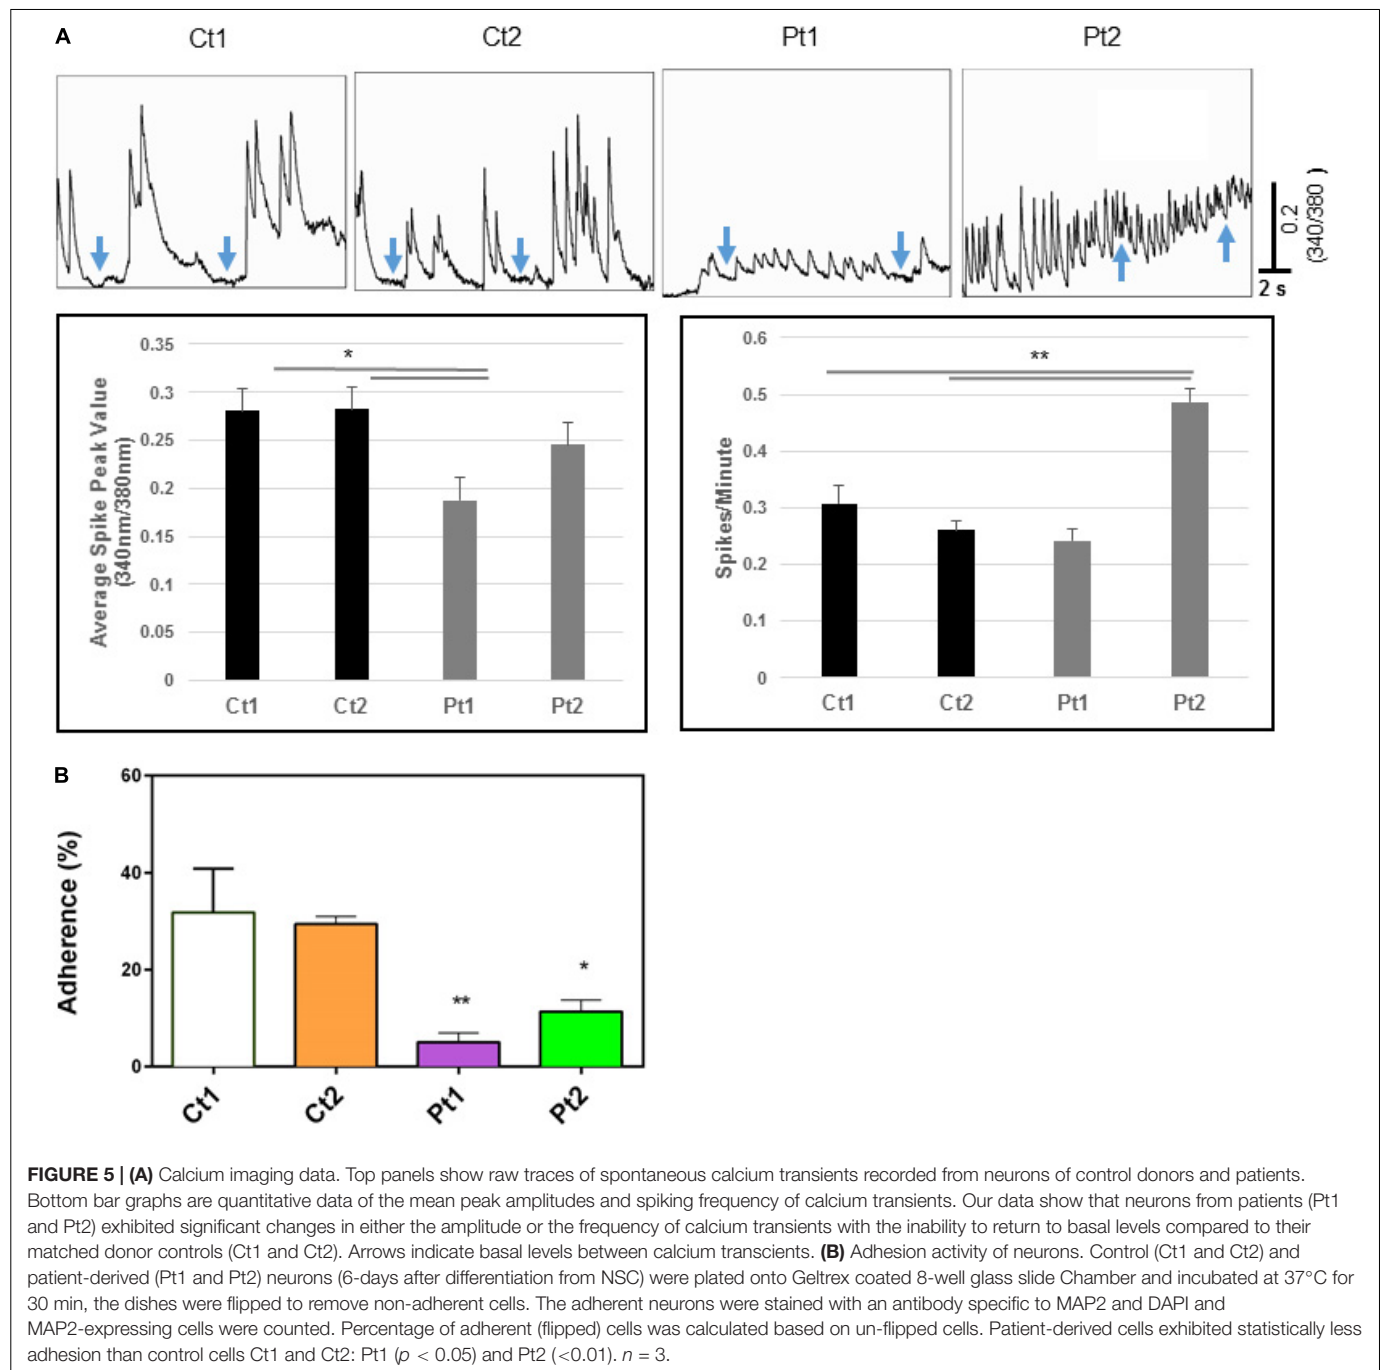 A
Ct1 Ct2 Pt1 Pt2
0.2
(340/380)
2 s
Average Spike Peak Value
(340nm/380nm)
0.35
0.3
0.25
0.2
0.15
0.1
0.05
0
*
Ct1 Ct2 Pt1 Pt2
Spikes/Minute
0.6
0.5
0.4
0.3
0.2
0.1
0
**
Ct1 Ct2 Pt1 Pt2
B
Adherence (%)
60
40
20
0
**
*
Ct1 Ct2 Pt1 Pt2
FIGURE 5 | (A) Calcium imaging data. Top panels show raw traces of spontaneous calcium transients recorded from neurons of control donors and patients.
Bottom bar graphs are quantitative data of the mean peak amplitudes and spiking frequency of calcium transients. Our data show that neurons from patients (Pt1
and Pt2) exhibited significant changes in either the amplitude or the frequency of calcium transients with the inability to return to basal levels compared to their
matched donor controls (Ct1 and Ct2). Arrows indicate basal levels between calcium transcients. (B) Adhesion activity of neurons. Control (Ct1 and Ct2) and
patient-derived (Pt1 and Pt2) neurons (6-days after differentiation from NSC) were plated onto Geltrex coated 8-well glass slide Chamber and incubated at 37°C for
30 min, the dishes were flipped to remove non-adherent cells. The adherent neurons were stained with an antibody specific to MAP2 and DAPI and
MAP2-expressing cells were counted. Percentage of adherent (flipped) cells was calculated based on un-flipped cells. Patient-derived cells exhibited statistically less
adhesion than control cells Ct1 and Ct2: Pt1 (p < 0.05) and Pt2 (<0.01). n = 3.